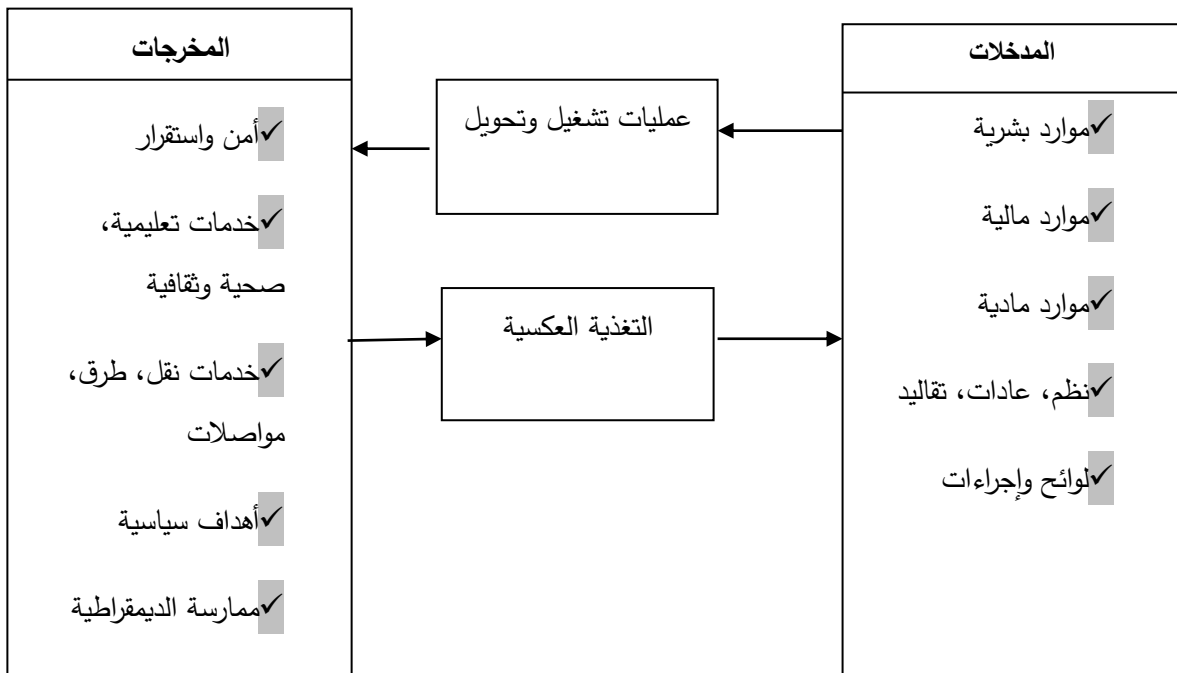 المدخلات
✓موارد بشرية
✓موارد مالية
✓موارد مادية
✓نظم، عادات، تقاليد
✓لوائح وإجراءات
عمليات تشغيل وتحويل
التغذية العكسية
المخرجات
✓أمن واستقرار
✓خدمات تعليمية،
صحية وثقافية
✓خدمات نقل، طرق،
مواصلات
✓أهداف سياسية
✓ممارسة الديمقراطية